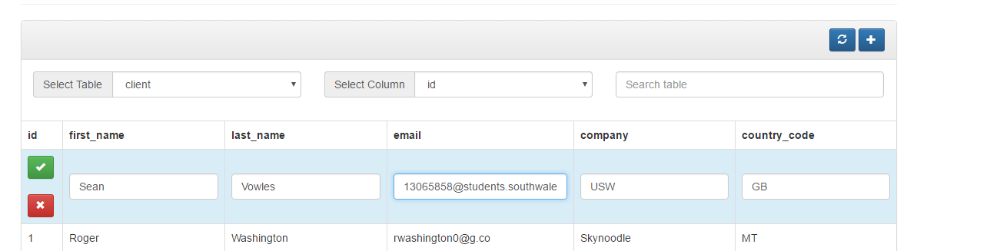 Select Table client Select Column id Search table
id first_name last_name email company country_code
Sean Vowles 13065858@students.southwale USW GB
1 Roger Washington rwashington0@g.co Skynoodle MT